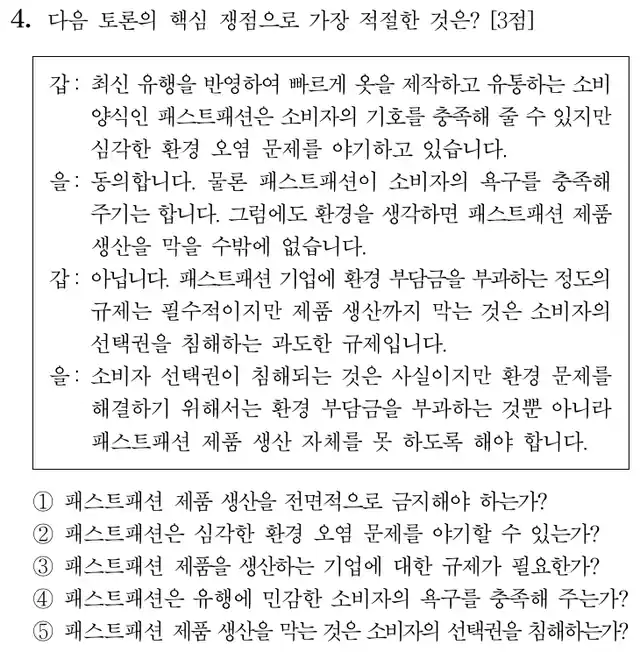 4. 다음 토론의 핵심 쟁점으로 가장 적절한 것은? [3점]
갑: 최신 유행을 반영하여 빠르게 옷을 제작하고 유통하는 소비
양식인 패스트패션은 소비자의 기호를 충족해 줄 수 있지만
심각한 환경 오염 문제를 야기하고 있습니다.
을: 동의합니다. 물론 패스트패션이 소비자의 욕구를 충족해
주기는 합니다. 그럼에도 환경을 생각하면 패스트패션 제품
생산을 막을 수밖에 없습니다.
갑: 아닙니다. 패스트패션 기업에 환경 부담금을 부과하는 정도의
규제는 필수적이지만 제품 생산까지 막는 것은 소비자의
선택권을 침해하는 과도한 규제입니다.
을: 소비자 선택권이 침해되는 것은 사실이지만 환경 문제를
해결하기 위해서는 환경 부담금을 부과하는 것뿐 아니라
패스트패션 제품 생산 자체를 못 하도록 해야 합니다.
① 패스트패션 제품 생산을 전면적으로 금지해야 하는가?
② 패스트패션은 심각한 환경 오염 문제를 야기할 수 있는가?
③ 패스트패션 제품을 생산하는 기업에 대한 규제가 필요한가?
④ 패스트패션은 유행에 민감한 소비자의 욕구를 충족해 주는가?
⑤ 패스트패션 제품 생산을 막는 것은 소비자의 선택권을 침해하는가?